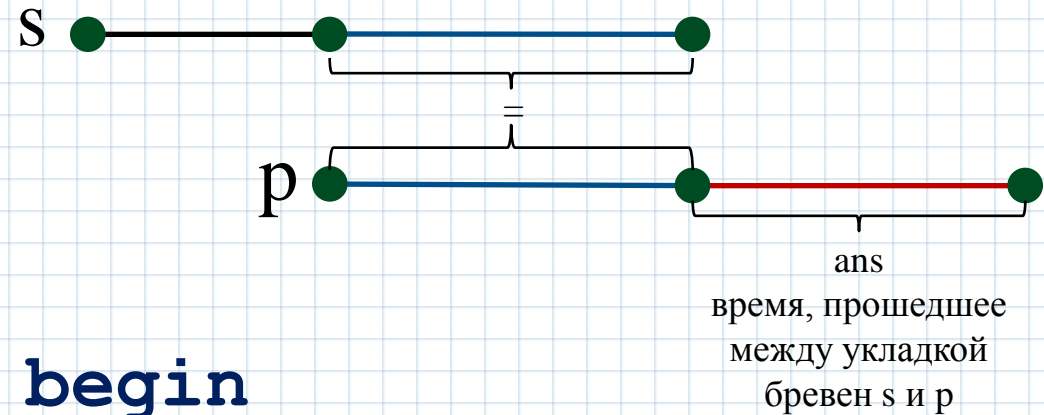 s
=
p
ans
время, прошедшее
между укладкой
бревен s и p
begin